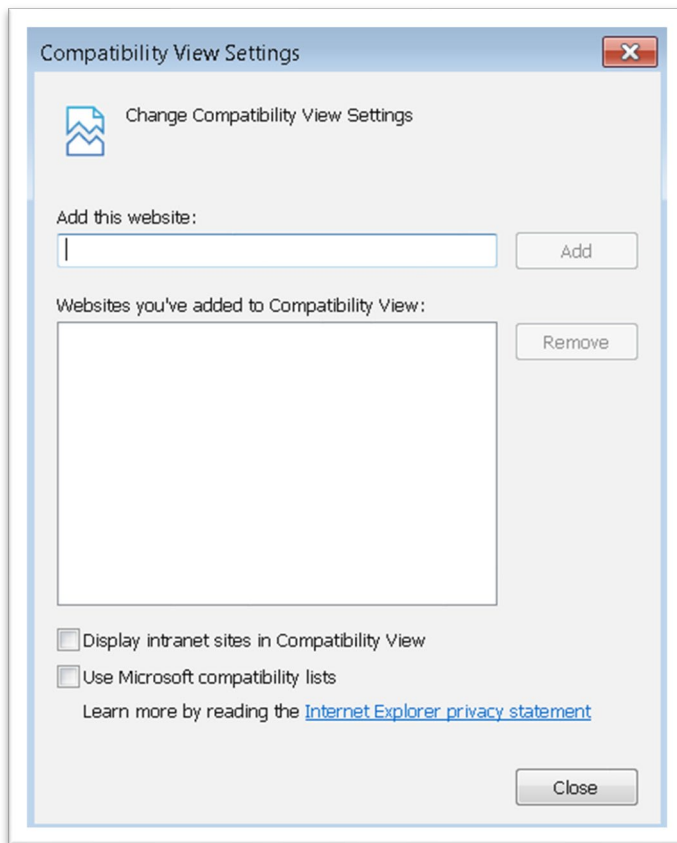 Compatibility View Settings
Change Compatibility View Settings
Add this website:
Add
Websites you've added to Compatibility View:
Remove
Display intranet sites in Compatibility View
Use Microsoft compatibility lists
Learn more by reading the Internet Explorer privacy statement
Close